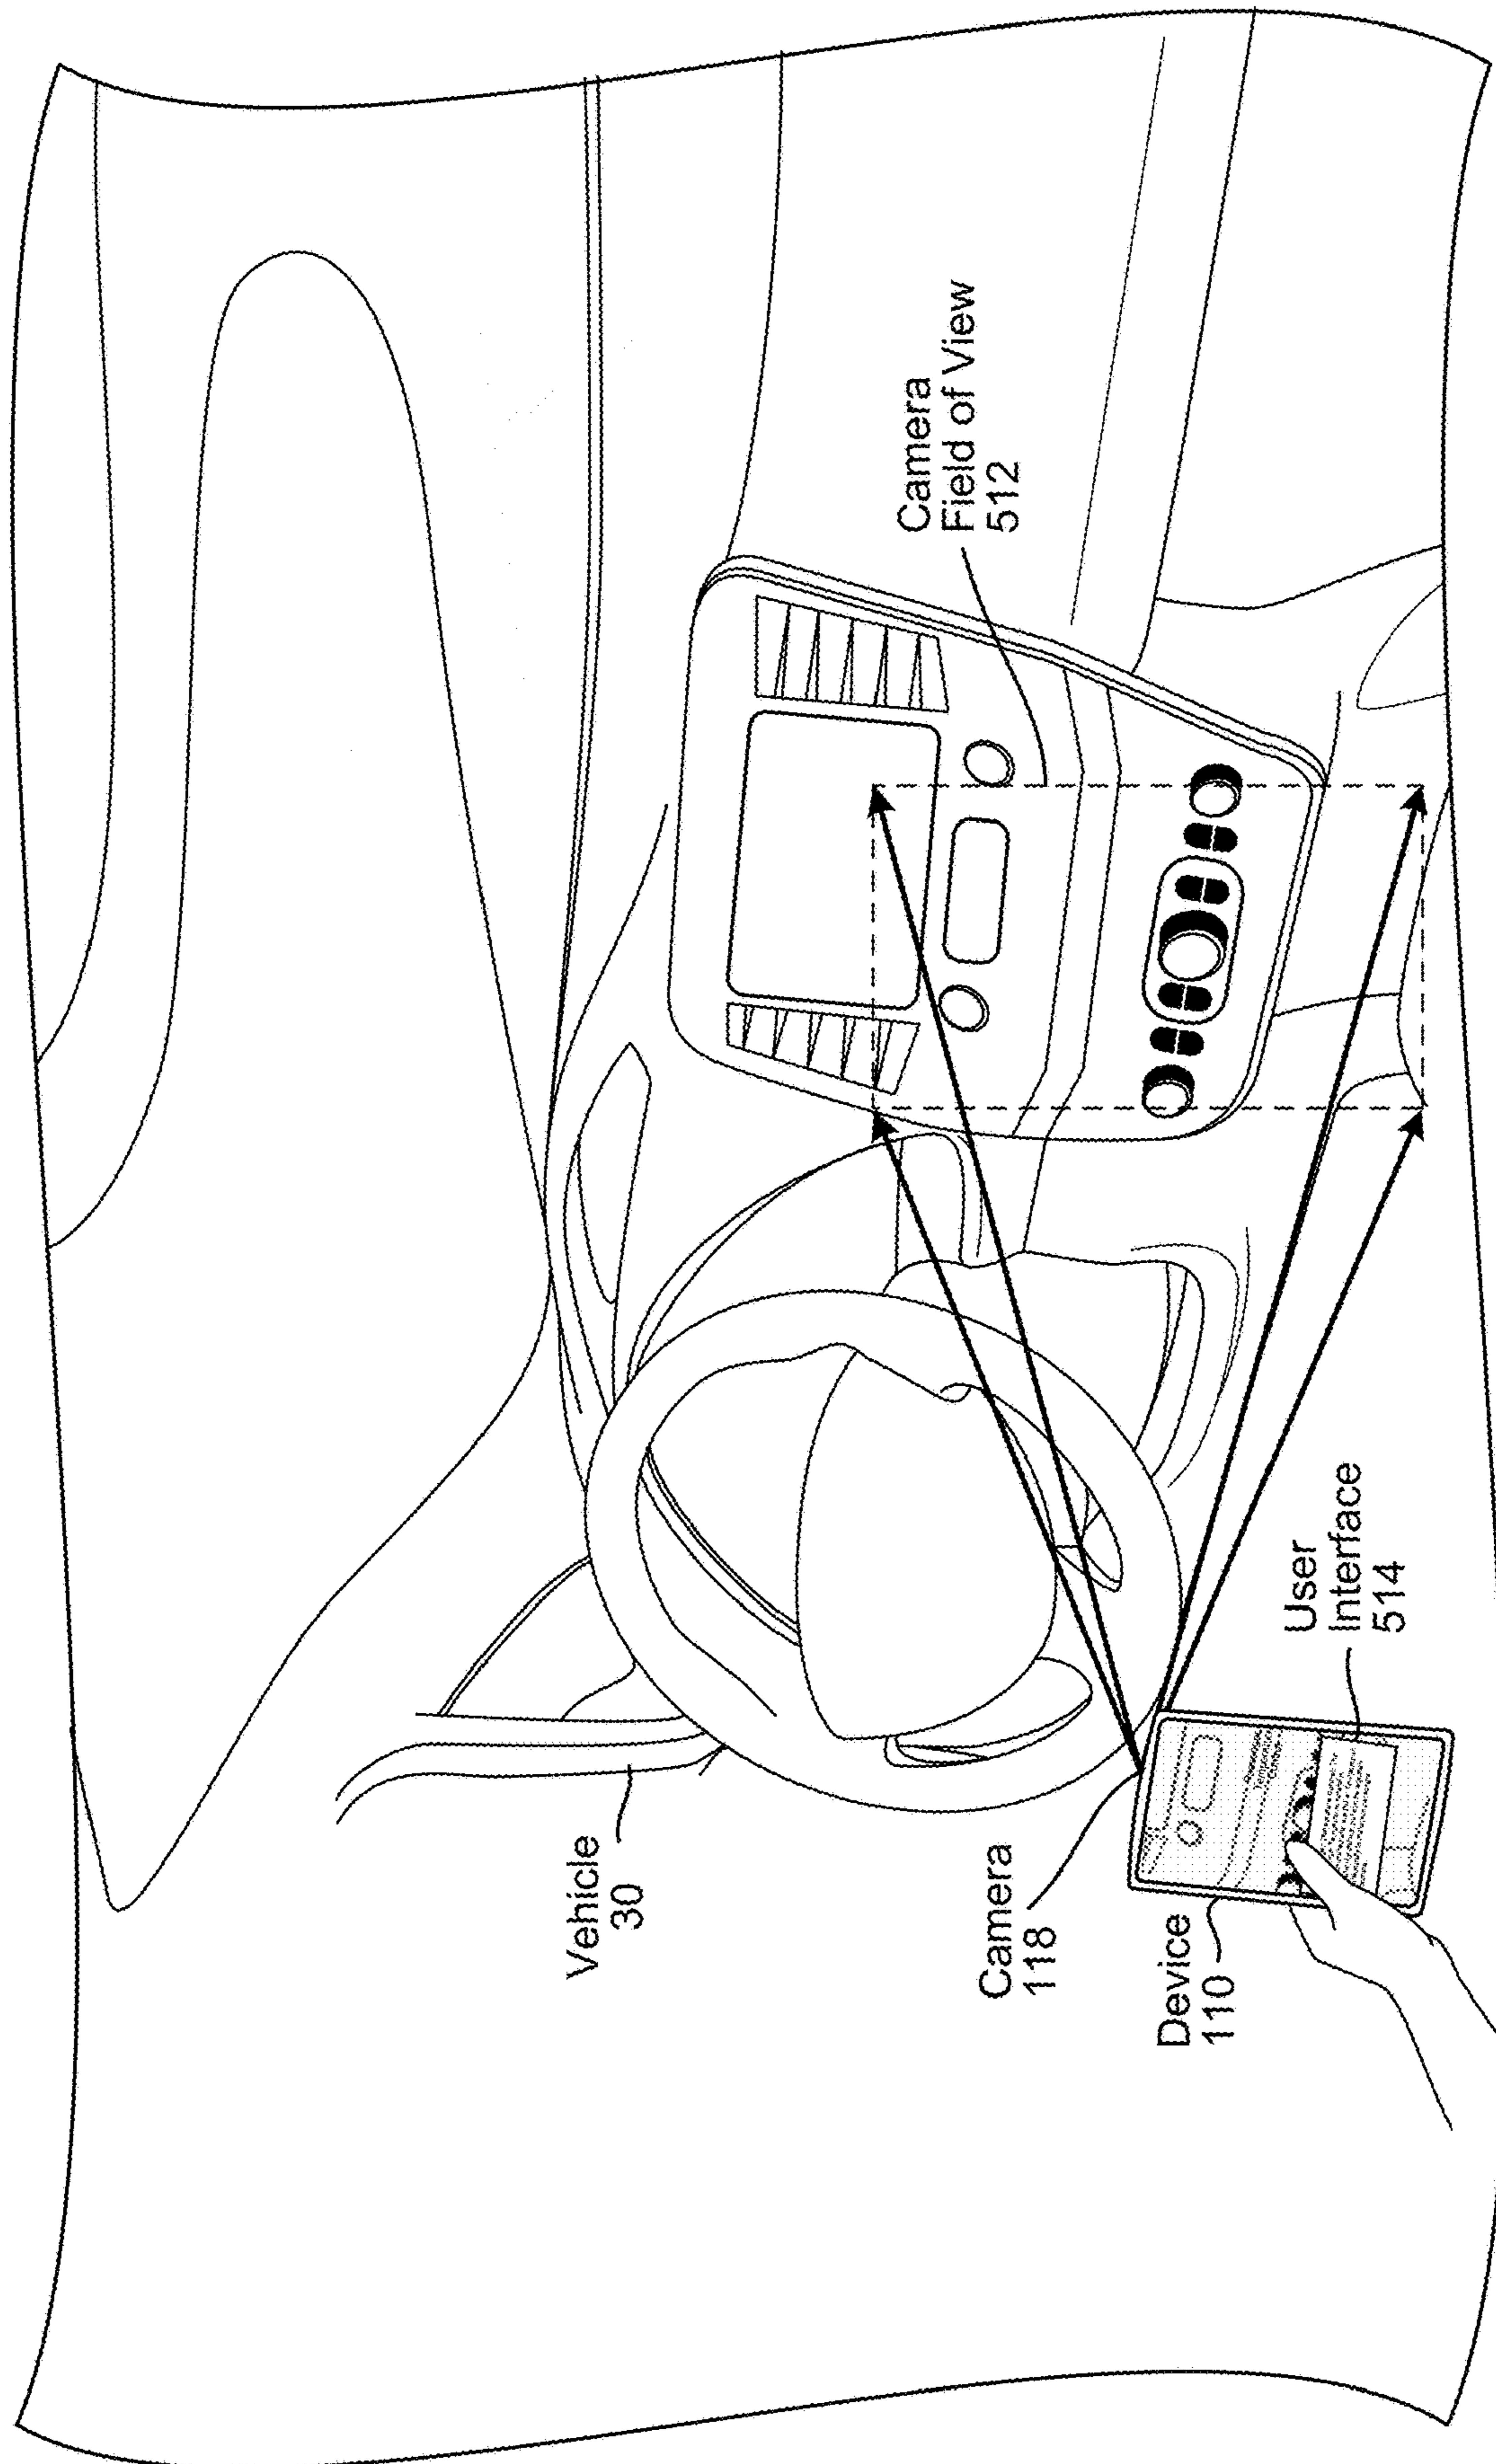 Vehicle
30
Camera
118
Device
110
User
Interface
514
Camera
Field of View
512